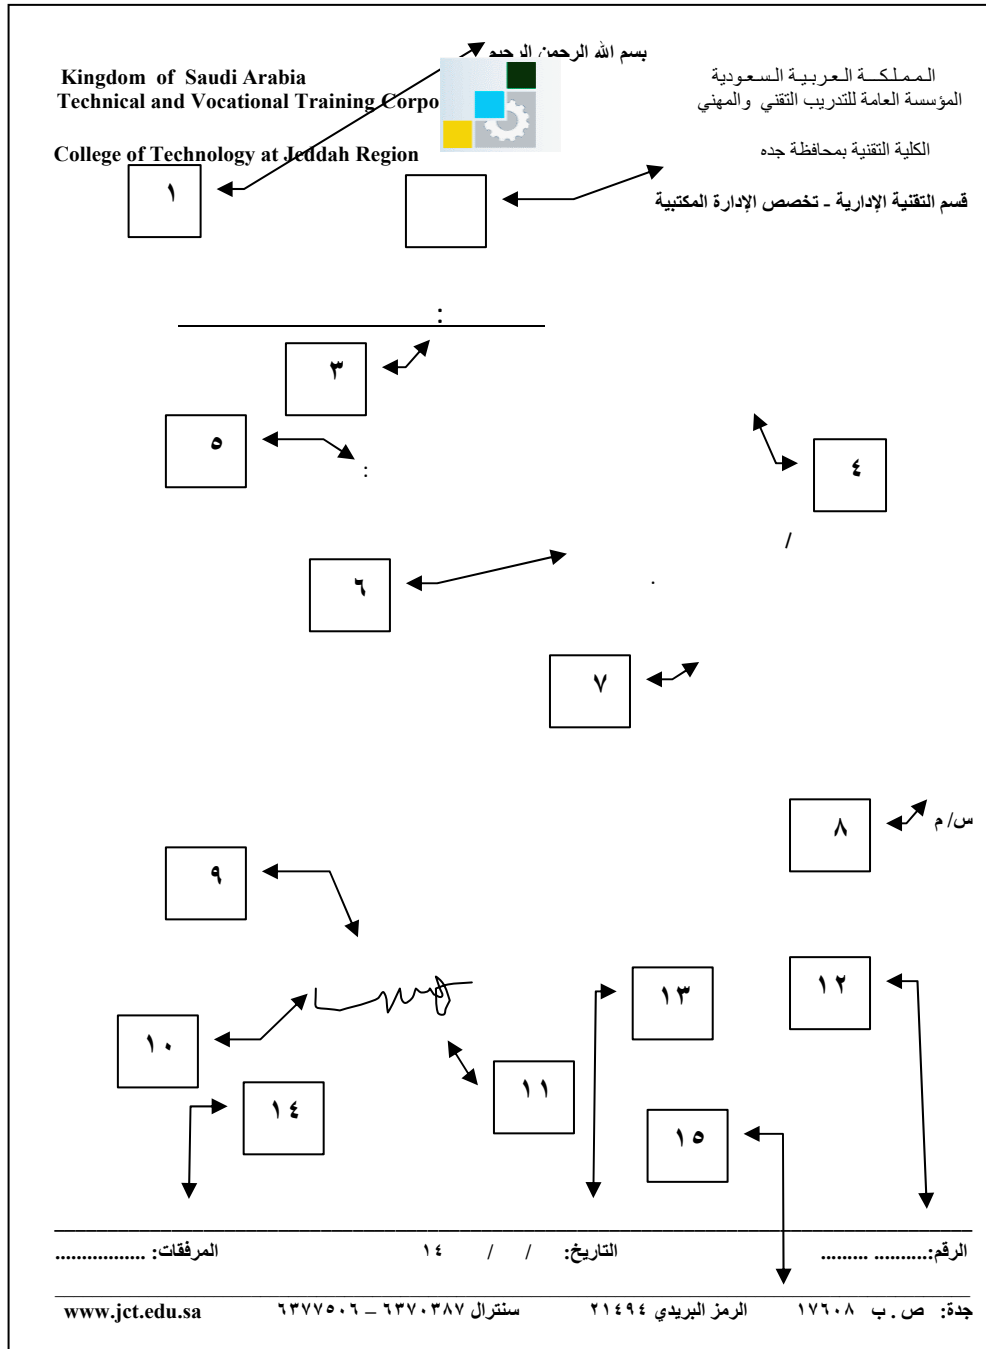 بسم الله الرحمن الرحيم
المملكة العربية السعودية
Kingdom of Saudi Arabia
المؤسسة العامة للتدريب التقني والمهني
Technical and Vocational Training Corpo
الكلية التقنية بمحافظة جده
College of Technology at Jeddah Region
قسم التقنية الإدارية - تخصص الإدارة المكتبية
١
:
٣
٥
٤
:
/
٦
.
٧
٨
س/ م
٩
١٣
١٢
١٠
١١
١٤
١٥
الرقم:.......... ......... التاريخ: / / ١٤ المرفقات: .................
جدة: ص . ب ١٧٦٠٨ الرمز البريدي ٢١٤٩٤ سنترال ٦٣٧٠٣٨٧ – ٦٣٧٧٥٠٦ www.jct.edu.sa